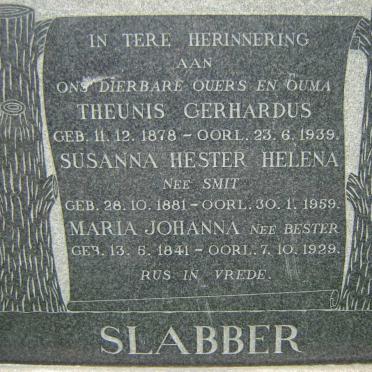 IN TERE HERINNERING
AAN
ONS DIERBARE OUERS EN OUMA
THEUNIS GERHARDUS
GEB. 11. 12. 1878 – OORL. 23. 6. 1939.
SUSANNA HESTER HELENA
NEE SMIT
GEB. 28. 10. 1881 – OORL. 30. 1. 1959.
MARIA JOHANNA NEE BESTER
GEB. 13. 5. 1841 – OORL. 7. 10. 1929.
RUS IN VREDE.
SLABBER